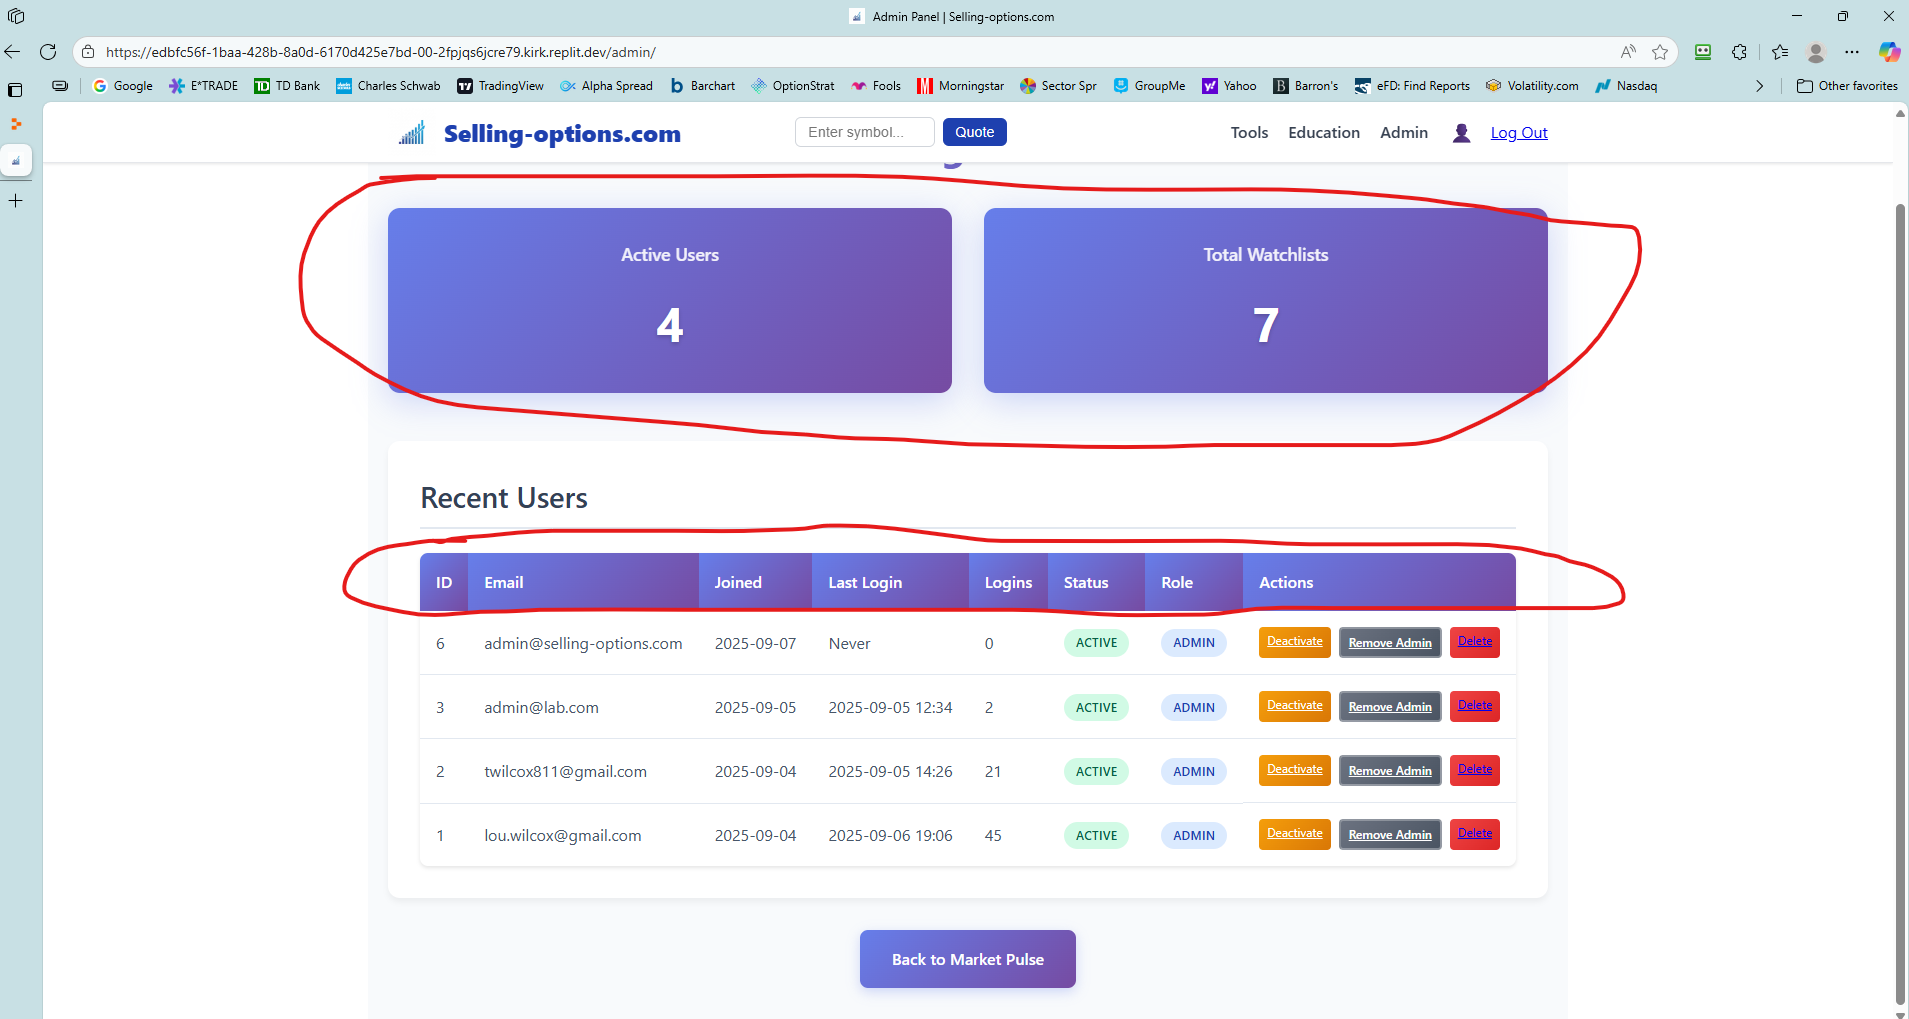 Admin Panel | Selling-options.com
https://edbfc56f-1baa-428b-8a0d-6170d425e7bd-00-2fpjqs6jcre79.kirk.replit.dev/admin/
Google E*TRADE TD Bank Charles Schwab TradingView Alpha Spread Barchart OptionStrat Fools Morningstar Sector Spr GroupMe Yahoo Barron's eFD: Find Reports Volatility.com Nasdaq Other favorites
Selling-options.com Enter symbol... Quote Tools Education Admin Log Out
Active Users Total Watchlists
4 7
Recent Users
ID Email Joined Last Login Logins Status Role Actions
6 admin@selling-options.com 2025-09-07 Never 0 ACTIVE ADMIN Deactivate Remove Admin Delete
3 admin@lab.com 2025-09-05 2025-09-05 12:34 2 ACTIVE ADMIN Deactivate Remove Admin Delete
2 twilcox811@gmail.com 2025-09-04 2025-09-05 14:26 21 ACTIVE ADMIN Deactivate Remove Admin Delete
1 lou.wilcox@gmail.com 2025-09-04 2025-09-06 19:06 45 ACTIVE ADMIN Deactivate Remove Admin Delete
Back to Market Pulse